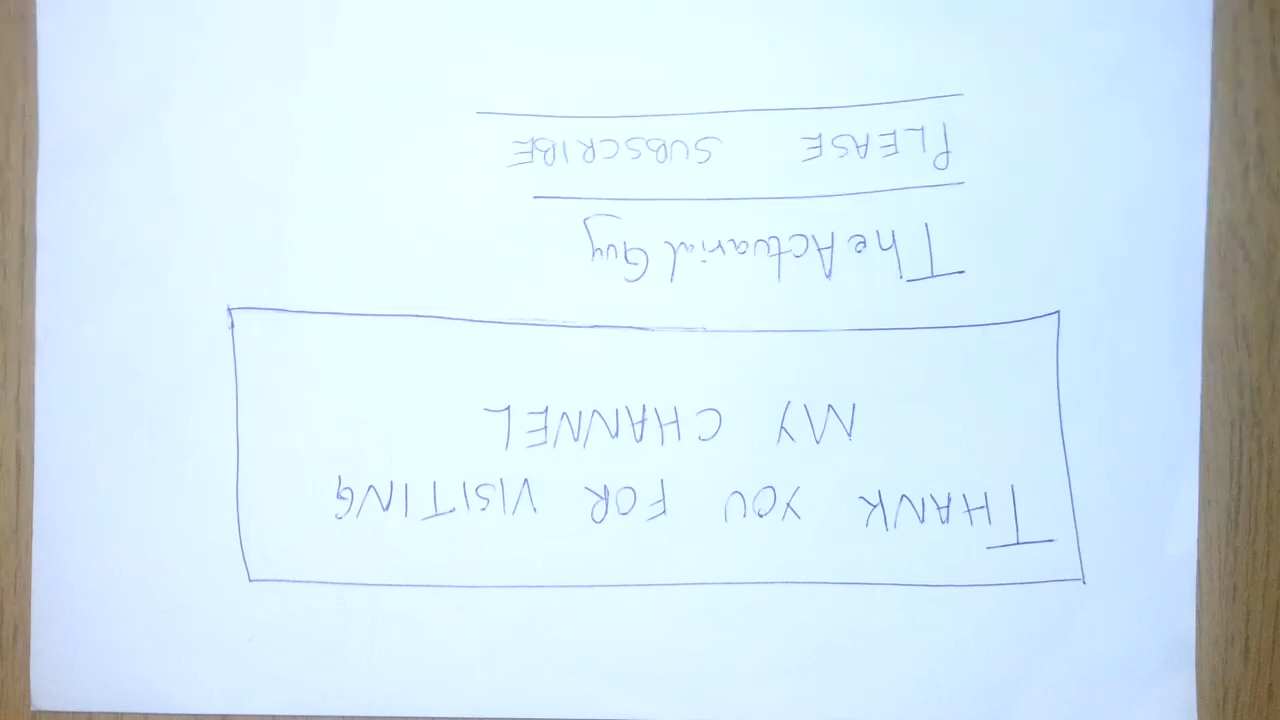 THANK YOU FOR VISITING
MY CHANNEL
The Actuarial Guy
PLEASE SUBSCRIBE